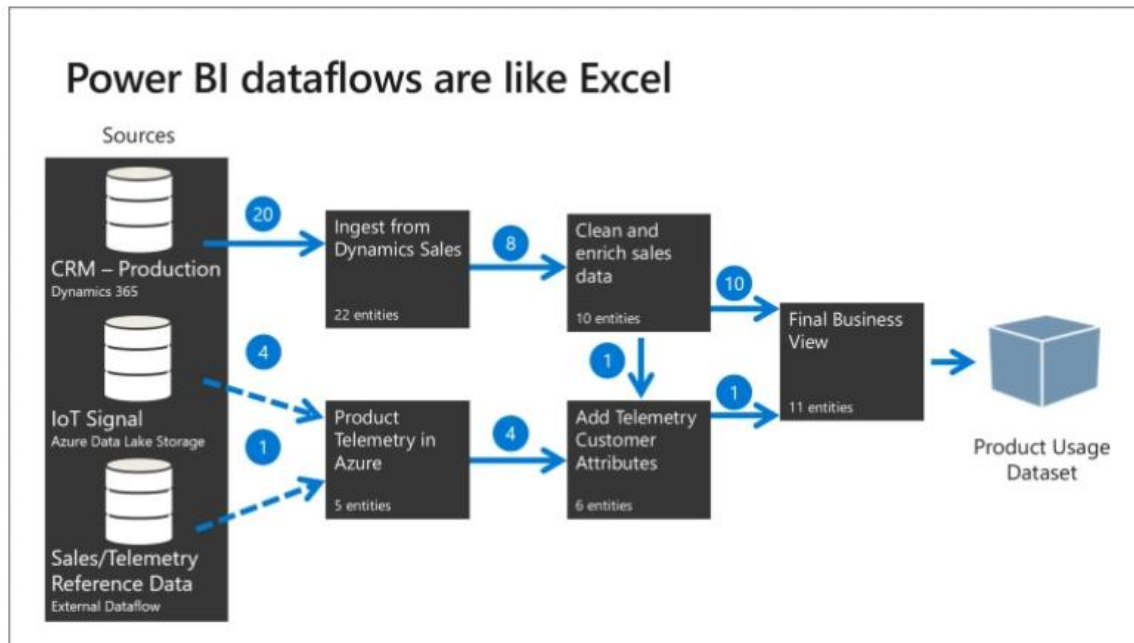 Power BI dataflows are like Excel
Sources
CRM – Production
Dynamics 365
IoT Signal
Azure Data Lake Storage
Sales/Telemetry
Reference Data
External Dataflow
20
4
1
Ingest from
Dynamics Sales
22 entities
Product
Telemetry in
Azure
5 entities
8
4
Clean and
enrich sales
data
10 entities
1
Add Telemetry
Customer
Attributes
6 entities
10
1
Final Business
View
11 entities
Product Usage
Dataset